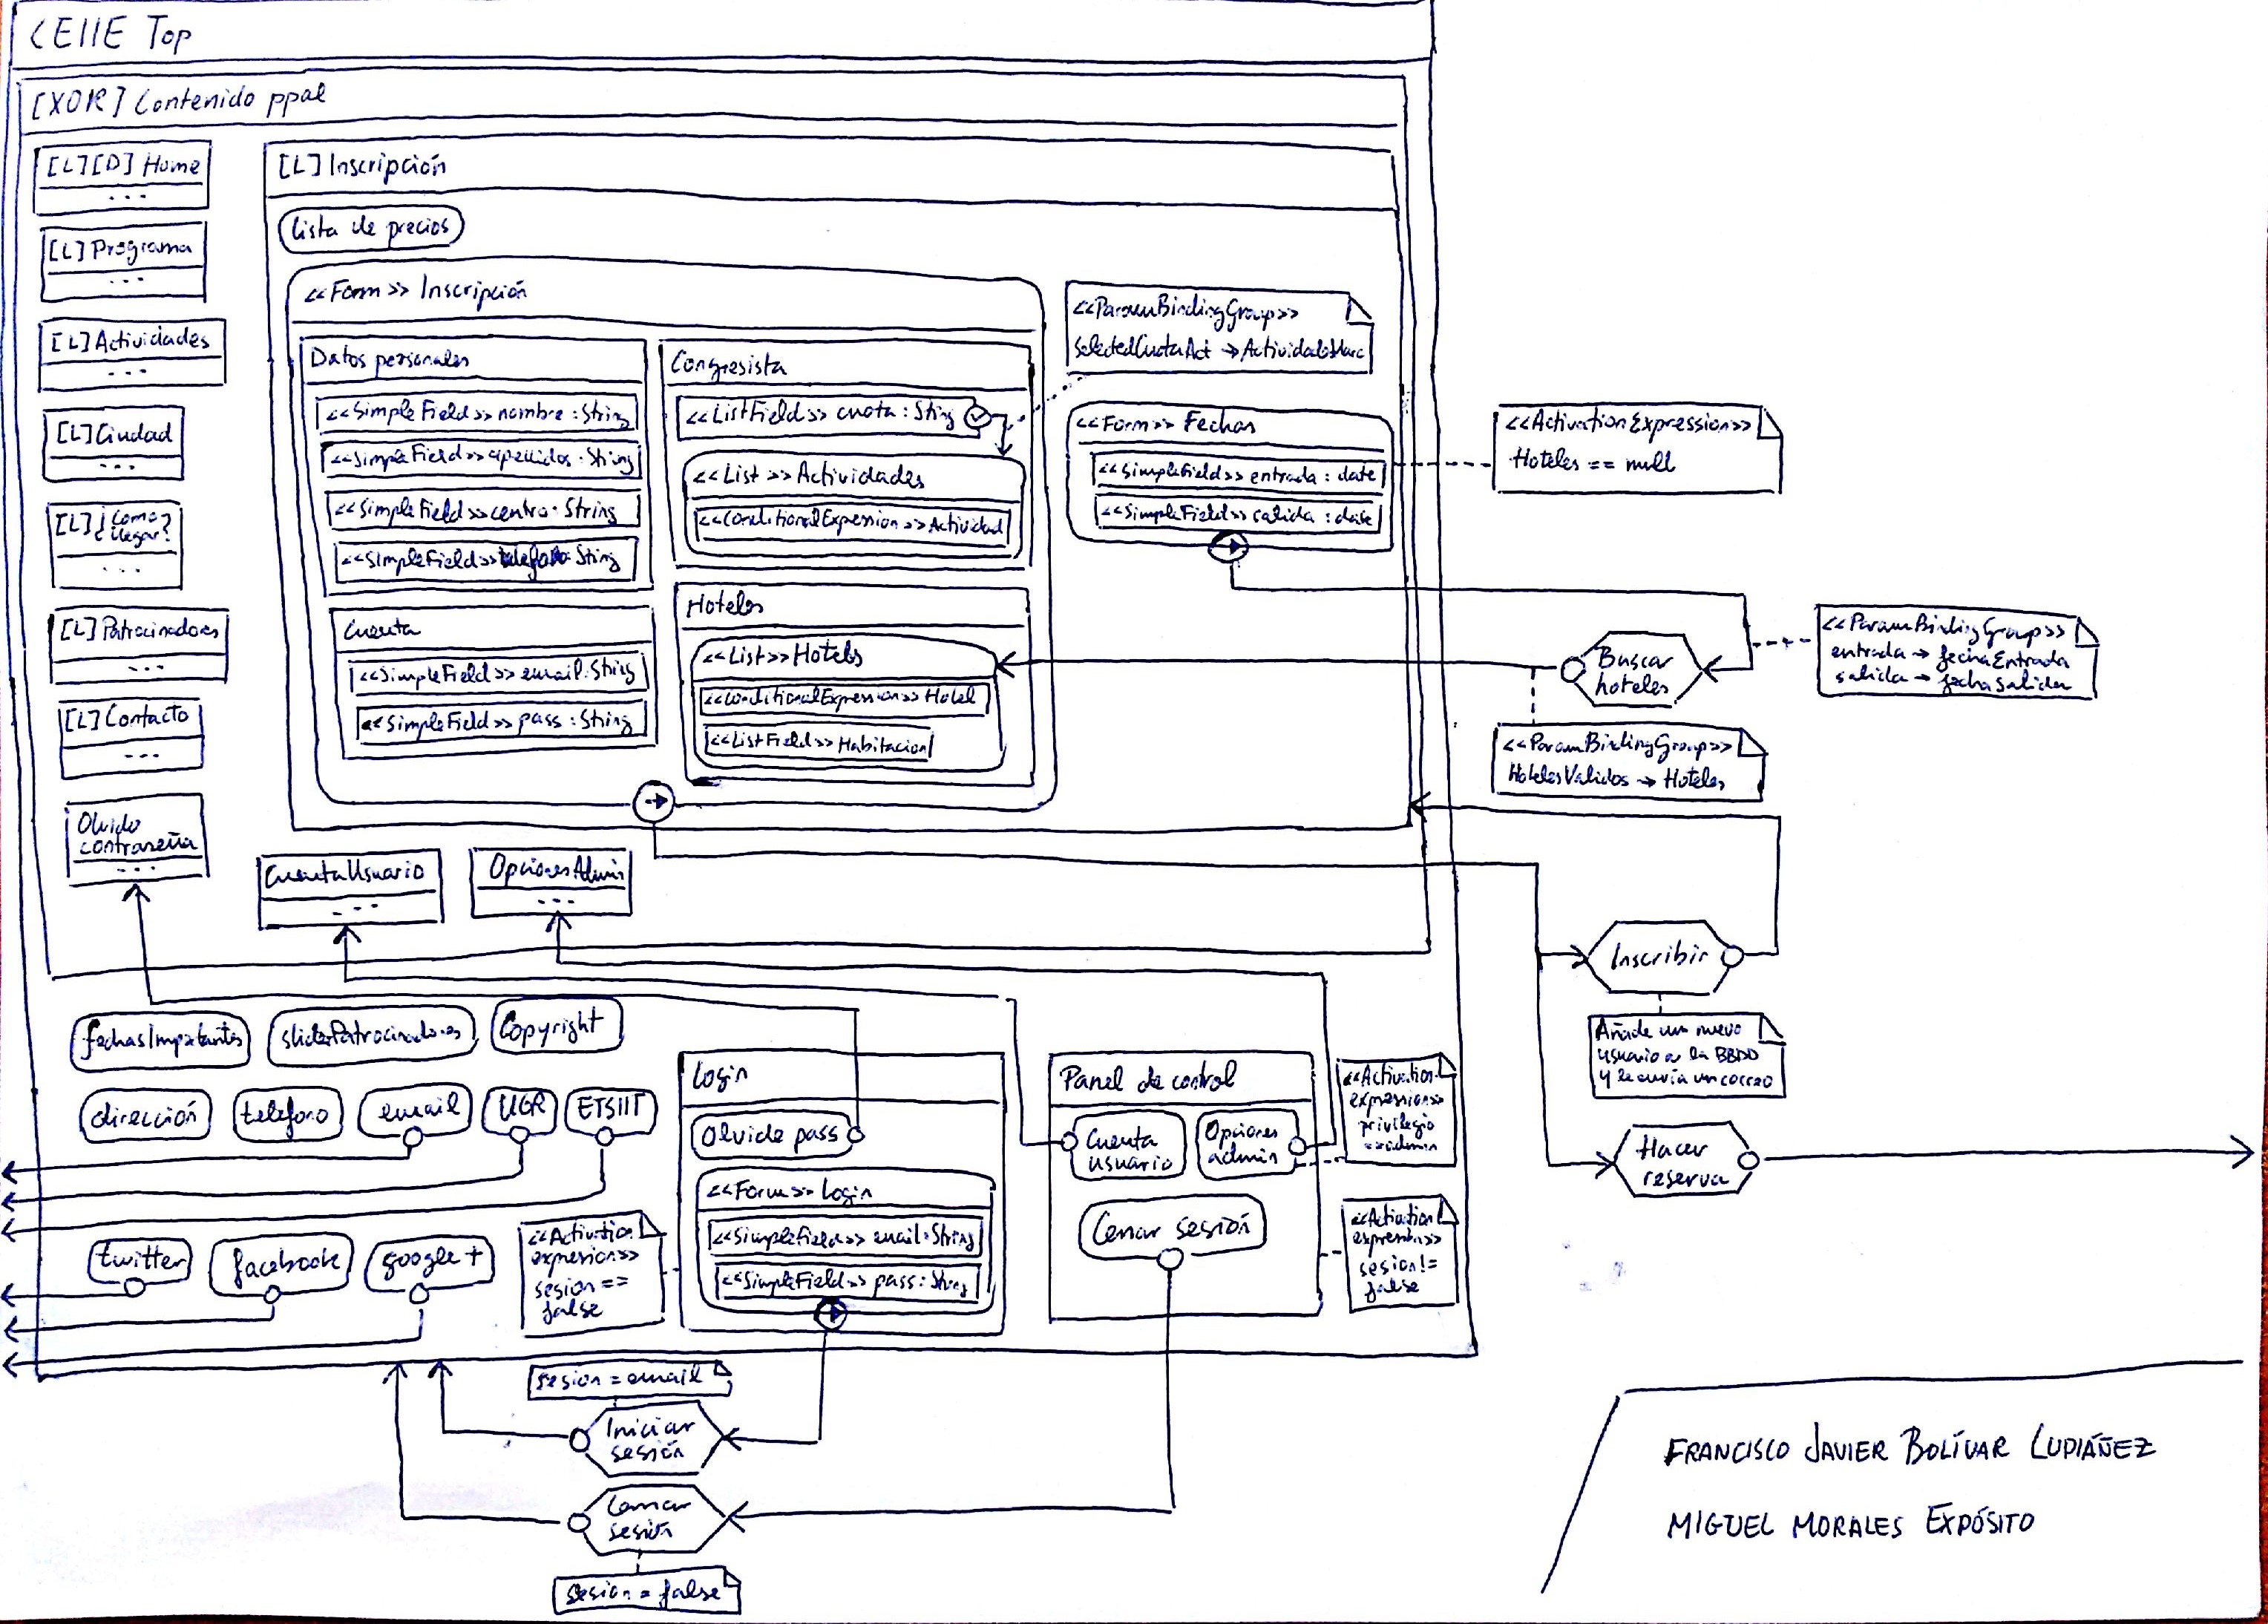 CEIIE Top
[XOR] Contenido ppal
[L][D] Home
...
[L] Programa
...
[L] Actividades
...
[L] Ciudad
...
[L] ¿Como llegar?
...
[L] Patrocinadores
...
[L] Contacto
...
Olvido
contraseña
...
[L] Inscripción
Lista de precios
<<Form>> Inscripción
Datos personales
<<SimpleField>> nombre : String
<<SimpleField>> apellidos : String
<<SimpleField>> centro : String
<<SimpleField>> telefono : String
Cuenta
<<SimpleField>> email : String
<<SimpleField>> pass : String
Congresista
<<ListField>> cuota : String
<<List>> Actividades
<<ConditionalExpression>> Actividad
Hoteles
<<List>> Hotels
<<ConditionalExpression>> Hotel
<<ListField>> Habitacion
<<ParamBindingGroup>>
selectedCuotaAct →
<<Form>> Fechas
<<SimpleField>> entrada : date
<<SimpleField>> salida : date
<<ActivationExpression>>
Hoteles == null
Buscar
hoteles
<<ParamBindingGroup>>
entrada → fechaEntrada
salida → fechaSalida
<<ParamBindingGroup>>
HotelesValidos → Hoteles
CuentaUsuario
...
OpcionesAdmin
...
Inscribir
Añade un nuevo
usuario a la BBDD
y le envía un correo
Hacer
reserva
fechasImportantes
sliderPatrocinadores
Copyright
dirección
telefono
email
UGR
ETSIIT
twitter
facebook
google +
<<Activation
expression>>
sesion ==
false
Login
Olvide pass
<<Form>> Login
<<SimpleField>> email : String
<<SimpleField>> pass : String
Panel de control
Cuenta
usuario
Opciones
admin
Cerrar sesión
<<Activation
expression>>
privilegio
==admin
<<Activation
expression>>
sesion !=
false
sesion = email
Iniciar
sesión
Cerrar
sesión
sesion = false
FRANCISCO JAVIER BOLÍVAR LUPIÁÑEZ
MIGUEL MORALES EXPÓSITO